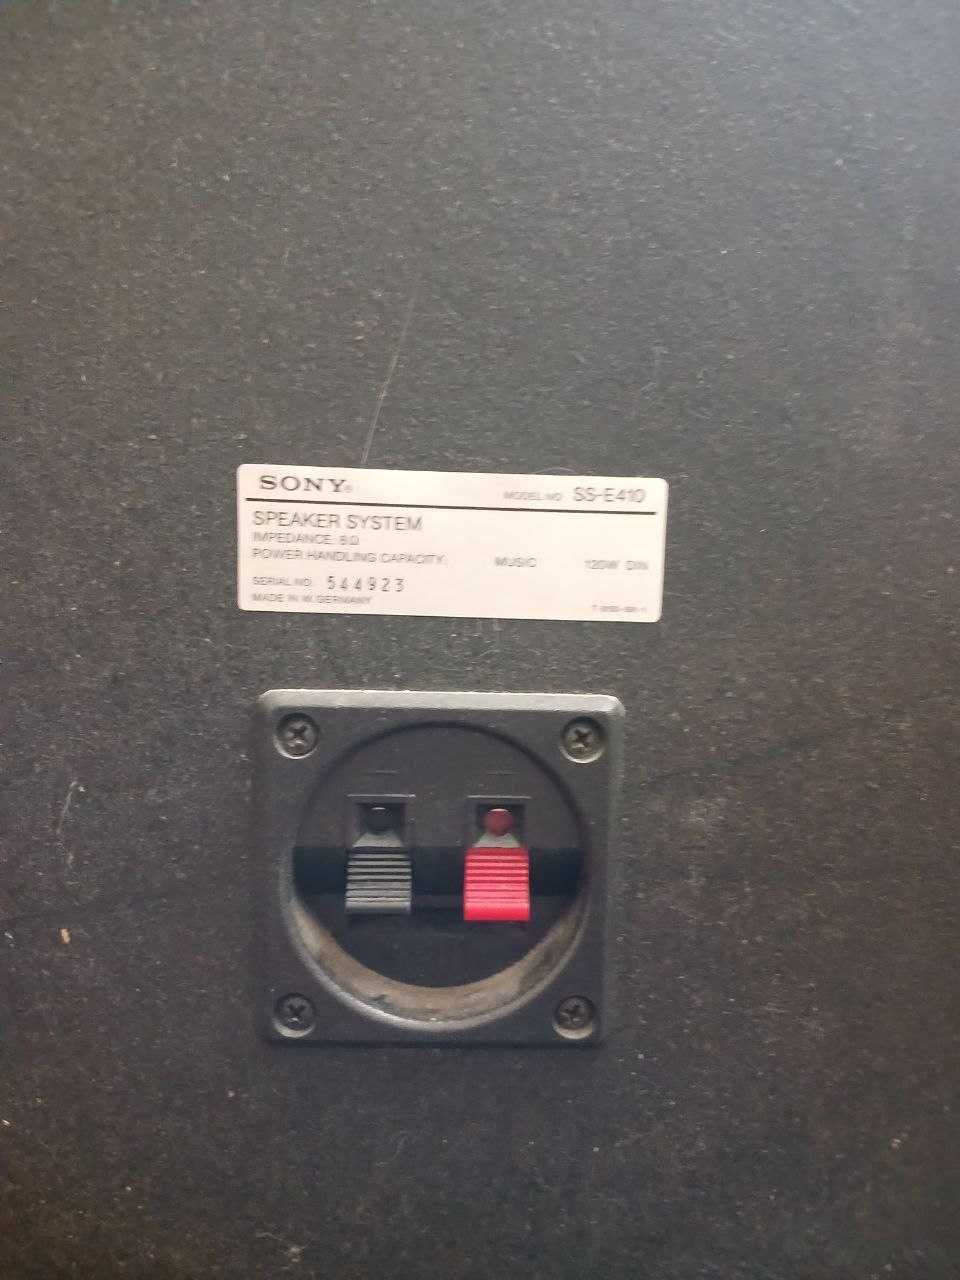 SONY®
MODEL NO. SS-E410
SPEAKER SYSTEM
IMPEDANCE: 8Ω
POWER HANDLING CAPACITY: MUSIC 120W DIN
SERIAL NO. 544923
MADE IN W. GERMANY